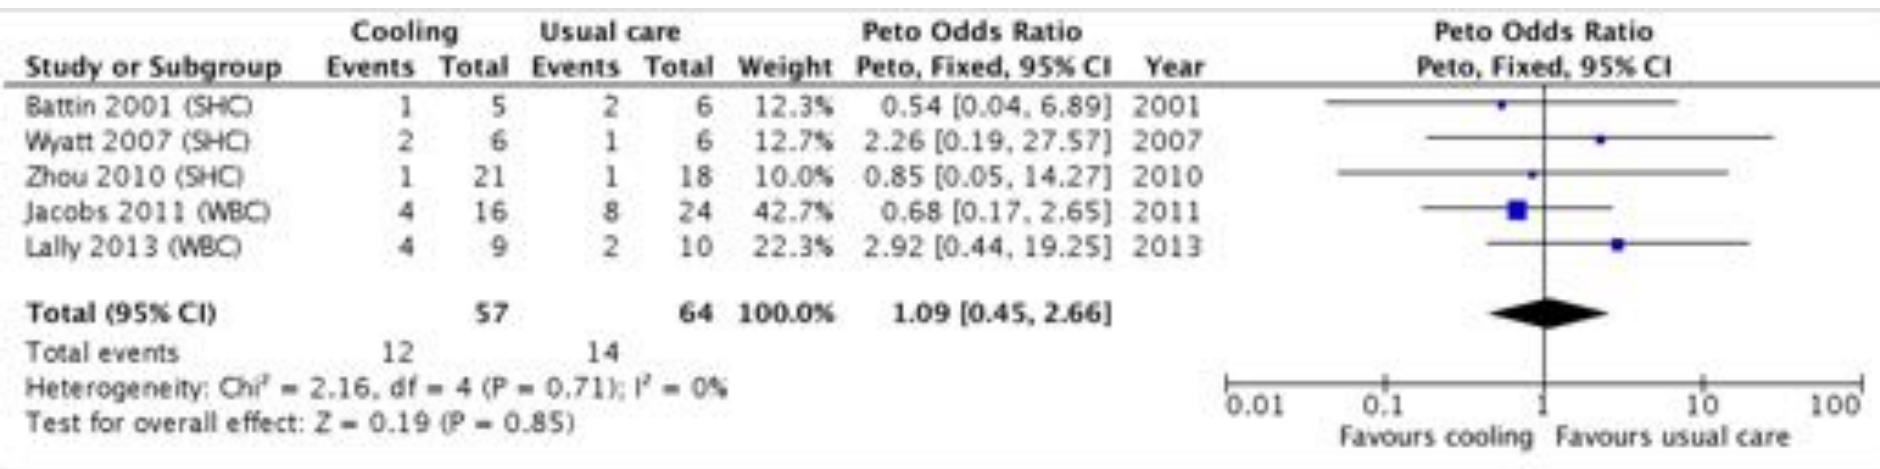 Cooling Usual care Peto Odds Ratio Peto Odds Ratio
Study or Subgroup Events Total Events Total Weight Peto, Fixed, 95% CI Year Peto, Fixed, 95% CI
Battin 2001 (SHC) 1 5 2 6 12.3% 0.54 [0.04, 6.89] 2001
Wyatt 2007 (SHC) 2 6 1 6 12.7% 2.26 [0.19, 27.57] 2007
Zhou 2010 (SHC) 1 21 1 18 10.0% 0.85 [0.05, 14.27] 2010
Jacobs 2011 (WBC) 4 16 8 24 42.7% 0.68 [0.17, 2.65] 2011
Lally 2013 (WBC) 4 9 2 10 22.3% 2.92 [0.44, 19.25] 2013
Total (95% CI) 57 64 100.0% 1.09 [0.45, 2.66]
Total events 12 14
Heterogeneity: Chi² = 2.16, df = 4 (P = 0.71); I² = 0%
Test for overall effect: Z = 0.19 (P = 0.85)
0.01 0.1 1 10 100
Favours cooling Favours usual care